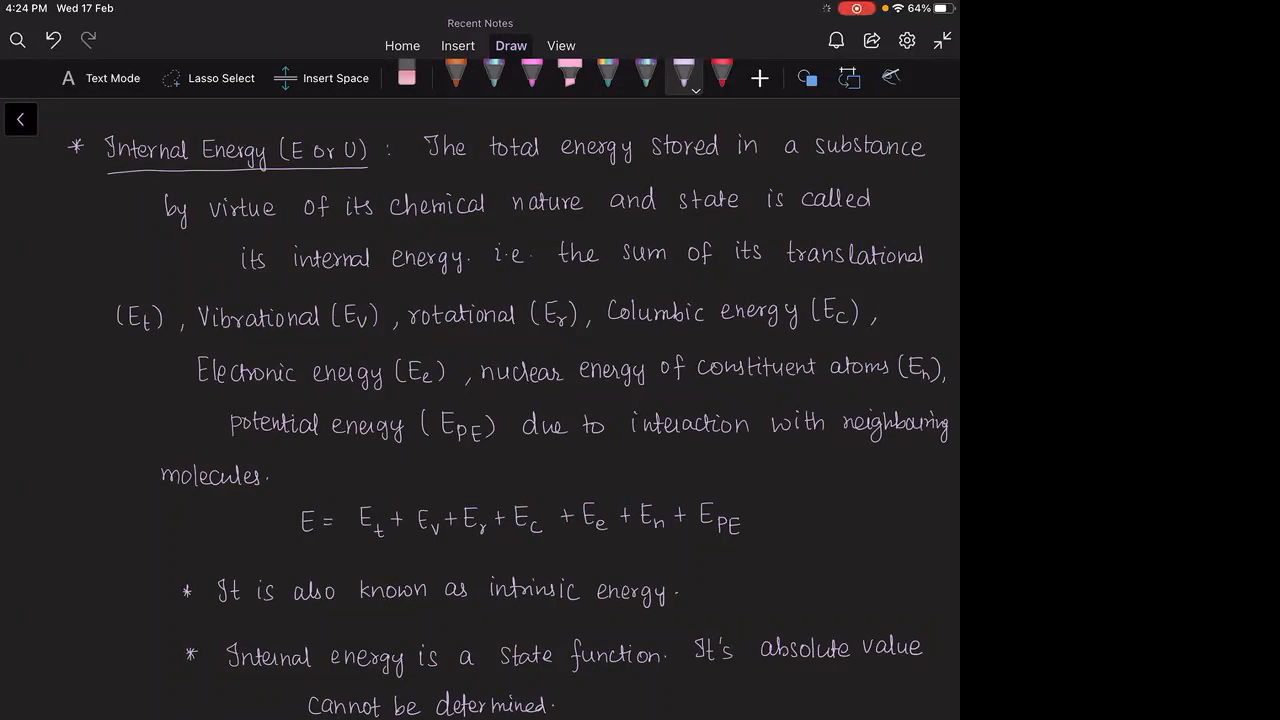 4:24 PM Wed 17 Feb
64%
Recent Notes
Home Insert Draw View
Text Mode Lasso Select Insert Space
* Internal Energy (E or U) : The total energy stored in a substance
by virtue of its chemical nature and state is called
its internal energy. i.e. the sum of its translational
(Et) , Vibrational (Ev) , rotational (Er) , Columbic energy (Ec) ,
Electronic energy (Ee) , nuclear energy of constituent atoms (En),
potential energy (EPE) due to interaction with neighbouring
molecules.
E = Et + Ev + Er + Ec + Ee + En + EPE
* It is also known as intrinsic energy.
* Internal energy is a state function. It's absolute value
cannot be determined.